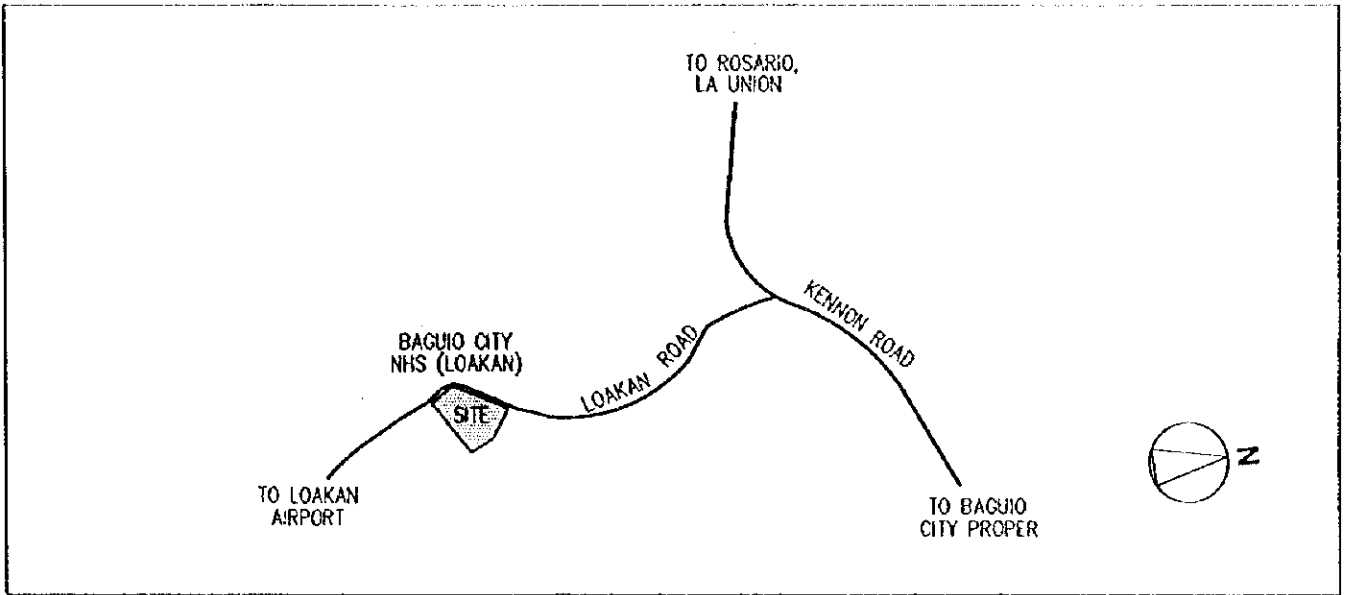 TO ROSARIO,
LA UNION
KENNON ROAD
BAGUIO CITY
NHS (LOAKAN)
LOAKAN ROAD
SITE
N
TO LOAKAN
AIRPORT
TO BAGUIO
CITY PROPER